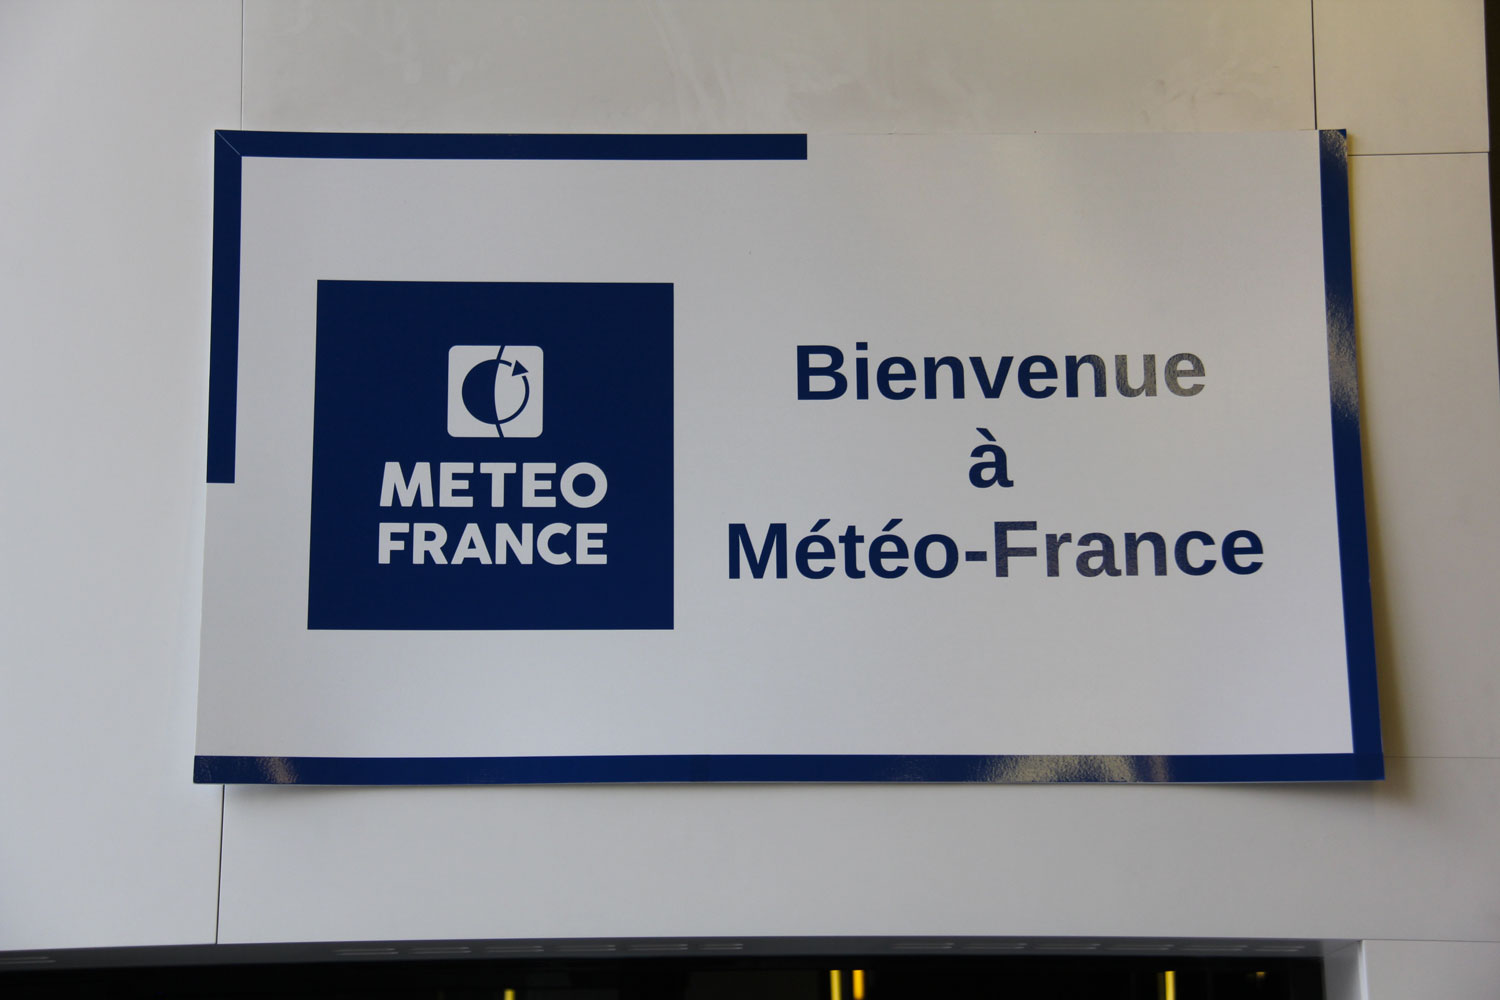 METEO
FRANCE
Bienvenue
à
Météo-France